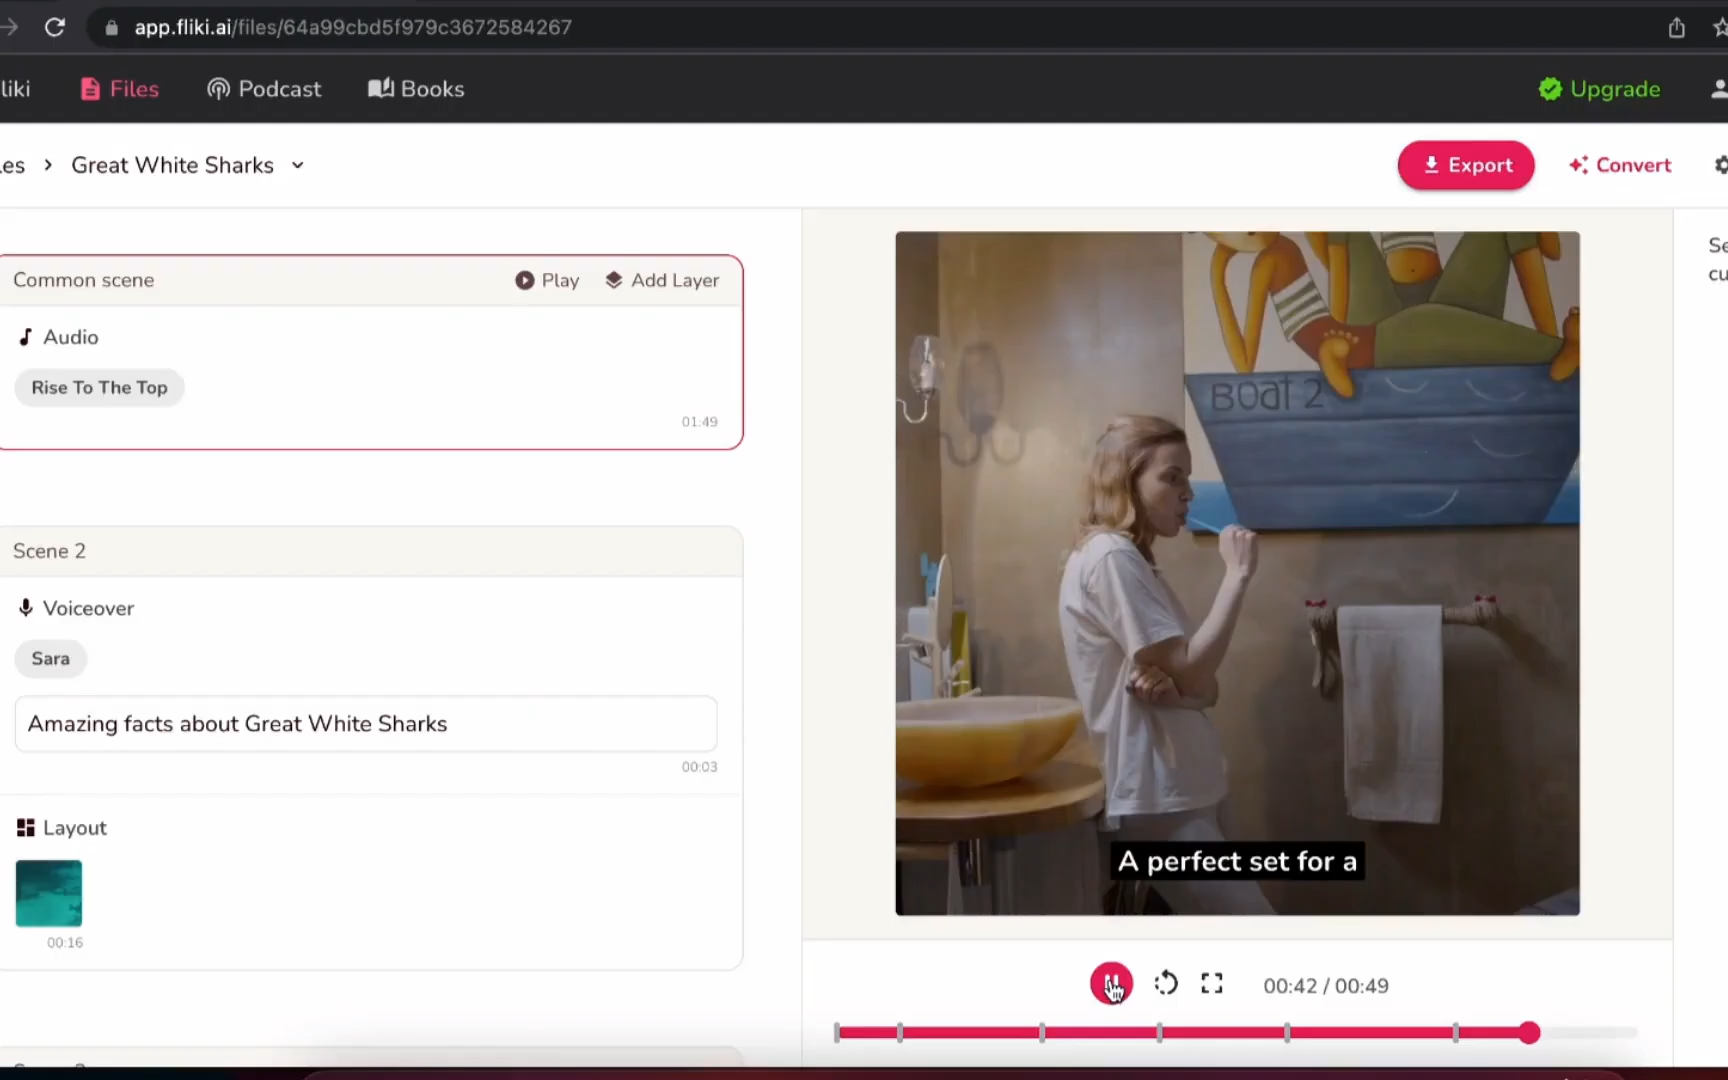 app.fliki.ai/files/64a99cbd5f979c3672584267
liki
Files
Podcast
Books
Upgrade
les > Great White Sharks
Export
Convert
Common scene
Play
Add Layer
Audio
Rise To The Top
01:49
Scene 2
Voiceover
Sara
Amazing facts about Great White Sharks
00:03
Layout
00:16
Boat 2
A perfect set for a
00:42 / 00:49
Se
cu